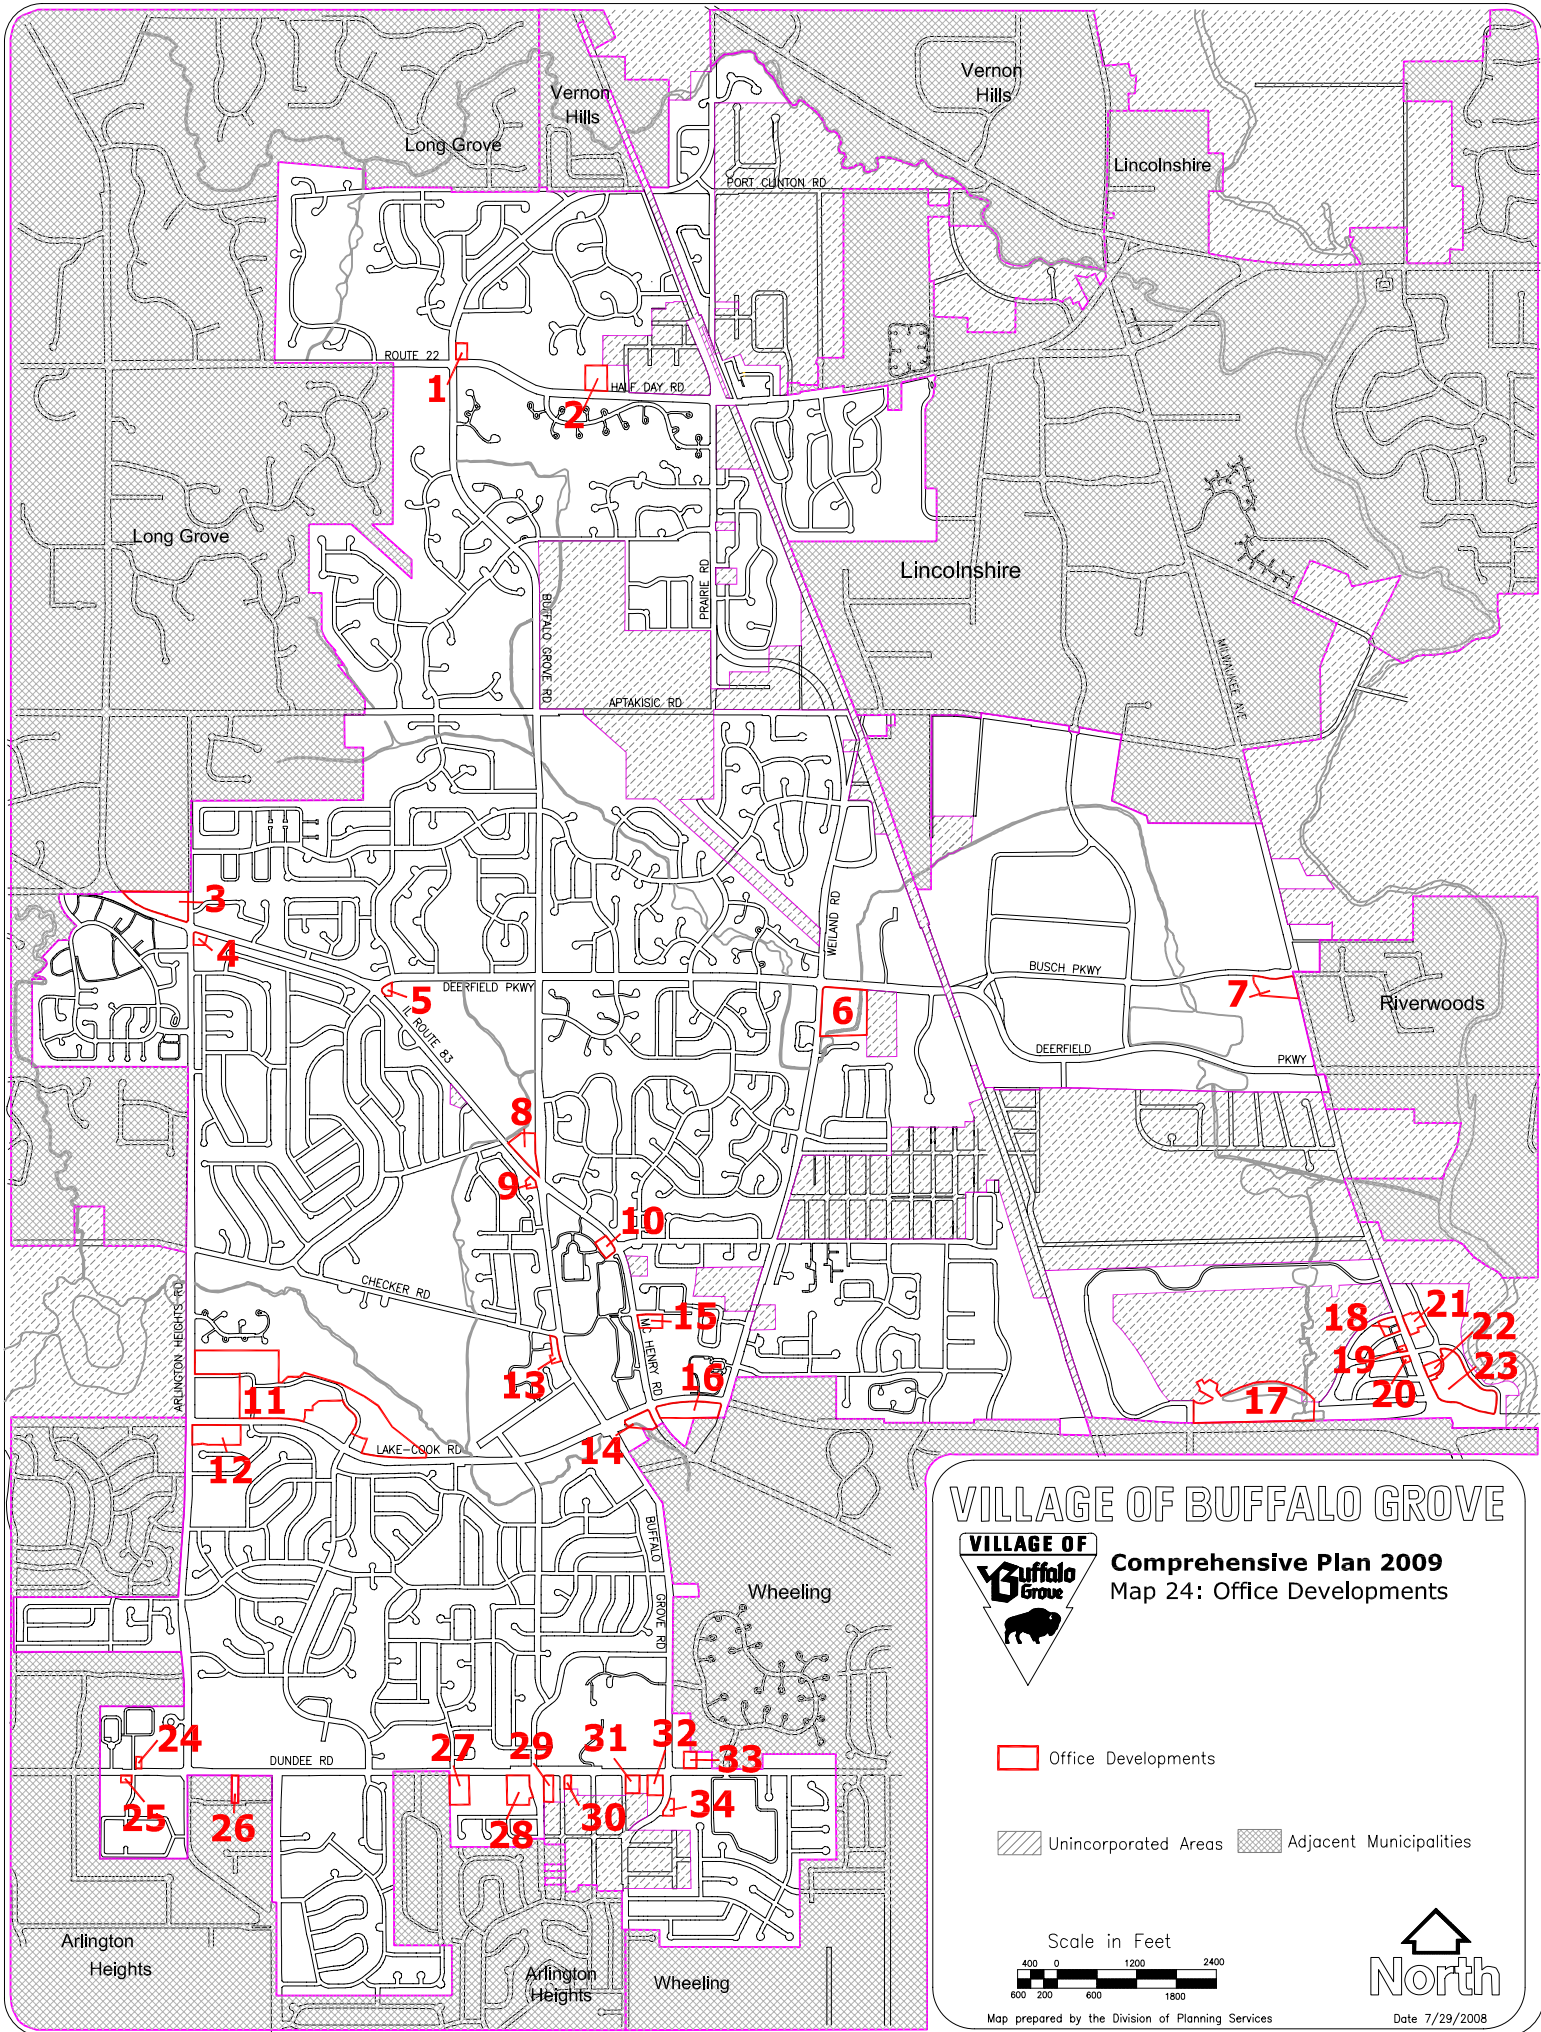 Vernon
Hills
Vernon
Hills
Long Grove
Lincolnshire
PORT CLINTON RD
ROUTE 22
1
2
HALF DAY RD
Long Grove
Lincolnshire
PRAIRIE RD
BUFFALO GROVE RD
MILWAUKEE AVE
APTAKISIC RD
3
4
WEILAND RD
BUSCH PKWY
DEERFIELD PKWY
5
6
7
Riverwoods
IL ROUTE 83
DEERFIELD
PKWY
8
9
10
CHECKER RD
ARLINGTON HEIGHTS RD
15
MC HENRY RD
18
21
22
19
20
23
13
16
11
17
12
LAKE-COOK RD
14
BUFFALO
GROVE RD
Wheeling
24
DUNDEE RD
27
29
31
32
33
25
26
28
30
34
Arlington
Heights
Arlington
Heights
Wheeling
VILLAGE OF BUFFALO GROVE
VILLAGE OF
Buffalo
Grove
Comprehensive Plan 2009
Map 24: Office Developments
Office Developments
Unincorporated Areas
Adjacent Municipalities
Scale in Feet
400 0 1200 2400
600 200 600 1800
North
Map prepared by the Division of Planning Services
Date 7/29/2008